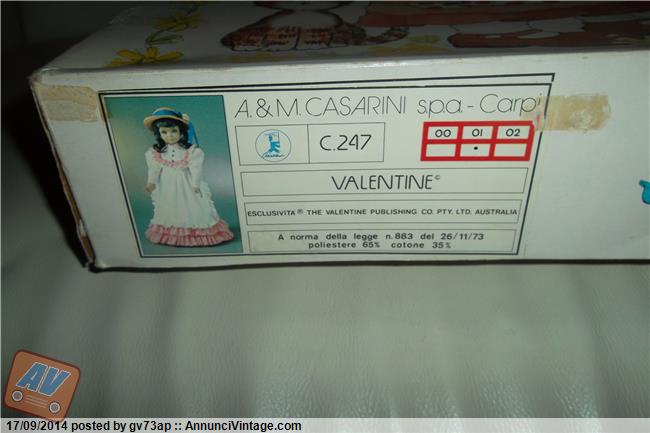 A. & M. CASARINI s.p.a. - Carpi
C.247
00 01 02
VALENTINE©
ESCLUSIVITA® THE VALENTINE PUBLISHING CO. PTY. LTD. AUSTRALIA
A norma della legge n.883 del 26/11/73
poliestere 65% cotone 35%
AV
17/09/2014 posted by gv73ap :: AnnunciVintage.com